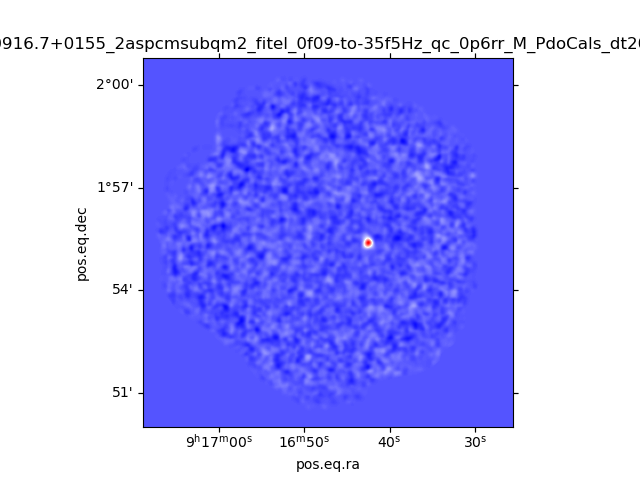 0916.7+0155_2aspcmsubqm2_fitel_0f09-to-35f5Hz_qc_0p6rr_M_PdoCals_dt20
2°00'
1°57'
54'
51'
pos.eq.dec
9ʰ17ᵐ00ˢ 16ᵐ50ˢ 40ˢ 30ˢ
pos.eq.ra